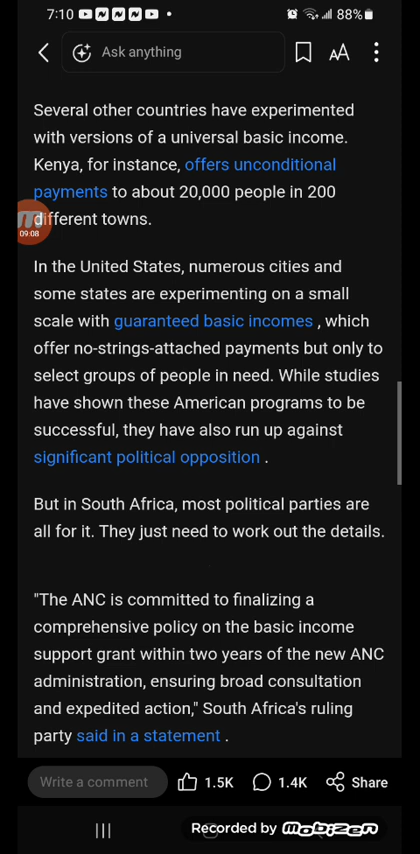 7:10
88%
Ask anything
AA
Several other countries have experimented
with versions of a universal basic income.
Kenya, for instance, offers unconditional
payments to about 20,000 people in 200
different towns.
09:08
In the United States, numerous cities and
some states are experimenting on a small
scale with guaranteed basic incomes , which
offer no-strings-attached payments but only to
select groups of people in need. While studies
have shown these American programs to be
successful, they have also run up against
significant political opposition .
But in South Africa, most political parties are
all for it. They just need to work out the details.
"The ANC is committed to finalizing a
comprehensive policy on the basic income
support grant within two years of the new ANC
administration, ensuring broad consultation
and expedited action," South Africa's ruling
party said in a statement .
Write a comment
1.5K
1.4K
Share
Recorded by mobizen